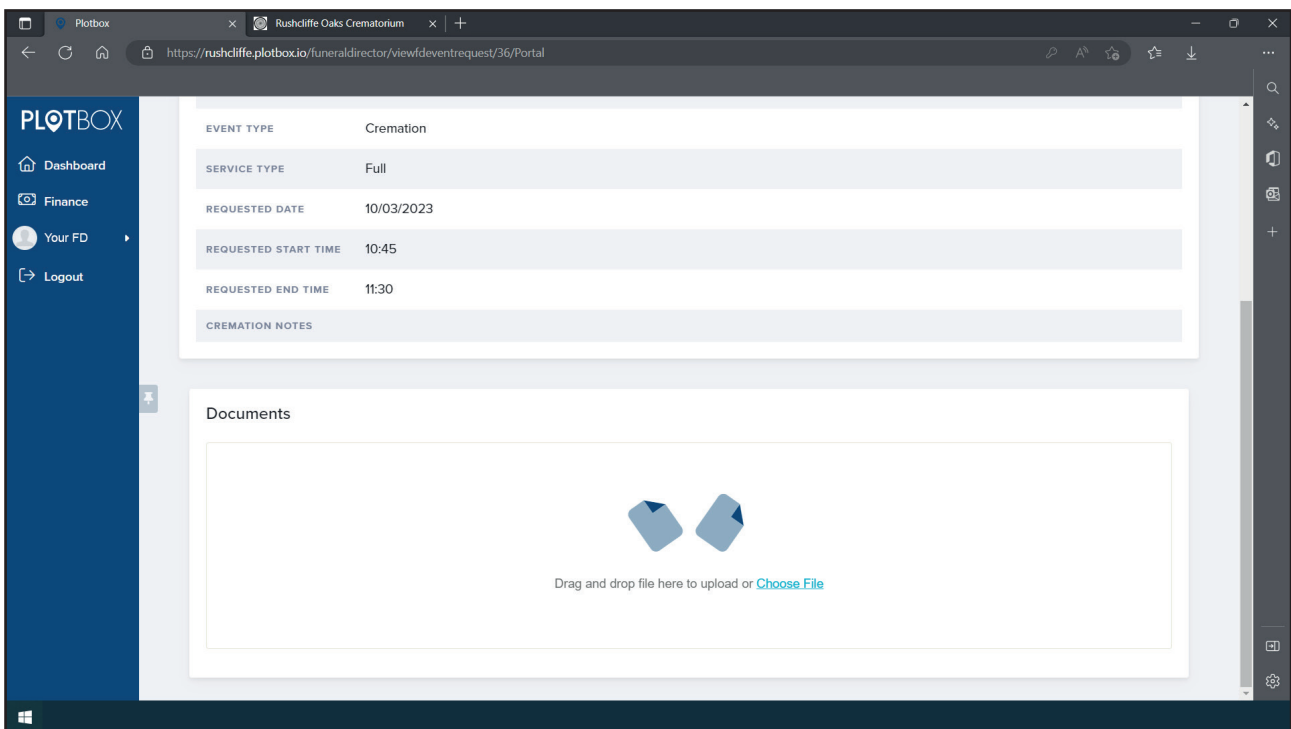 Plotbox
Rushcliffe Oaks Crematorium
https://rushcliffe.plotbox.io/funeraldirector/viewfdeventrequest/36/Portal
PLOTBOX
Dashboard
Finance
Your FD
Logout
EVENT TYPE Cremation
SERVICE TYPE Full
REQUESTED DATE 10/03/2023
REQUESTED START TIME 10:45
REQUESTED END TIME 11:30
CREMATION NOTES
Documents
Drag and drop file here to upload or Choose File